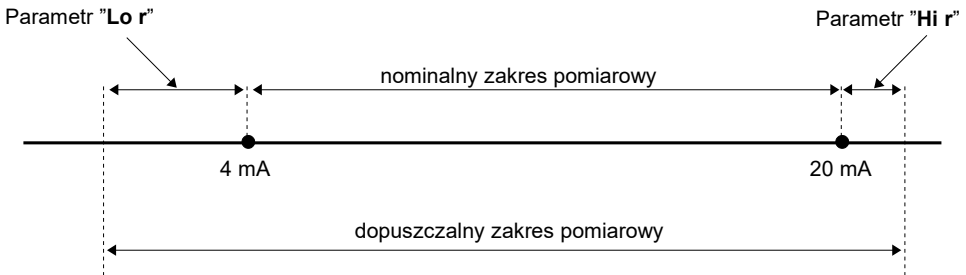 Parametr ”Lo r”
Parametr ”Hi r”
nominalny zakres pomiarowy
4 mA
20 mA
dopuszczalny zakres pomiarowy